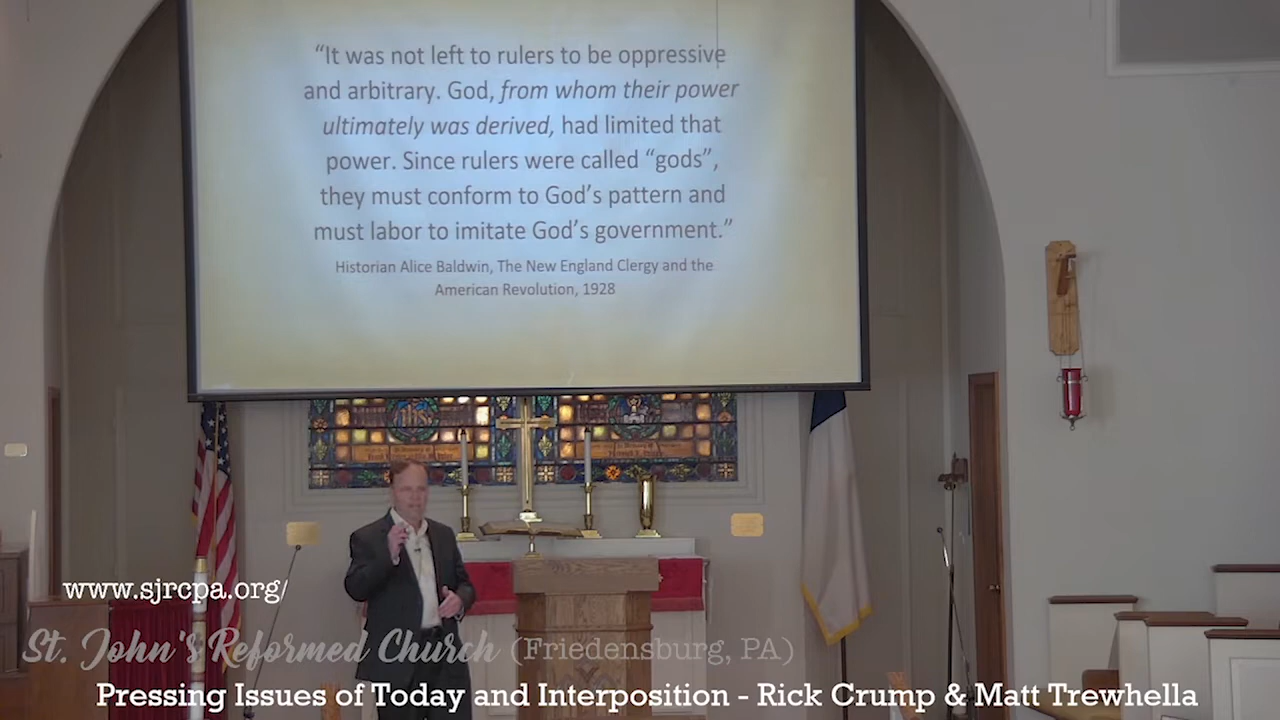 “It was not left to rulers to be oppressive
and arbitrary. God, from whom their power
ultimately was derived, had limited that
power. Since rulers were called “gods”,
they must conform to God’s pattern and
must labor to imitate God’s government.”
Historian Alice Baldwin, The New England Clergy and the
American Revolution, 1928
www.sjrcpa.org/
St. John's Reformed Church (Friedensburg, PA)
Pressing Issues of Today and Interposition - Rick Crump & Matt Trewhella